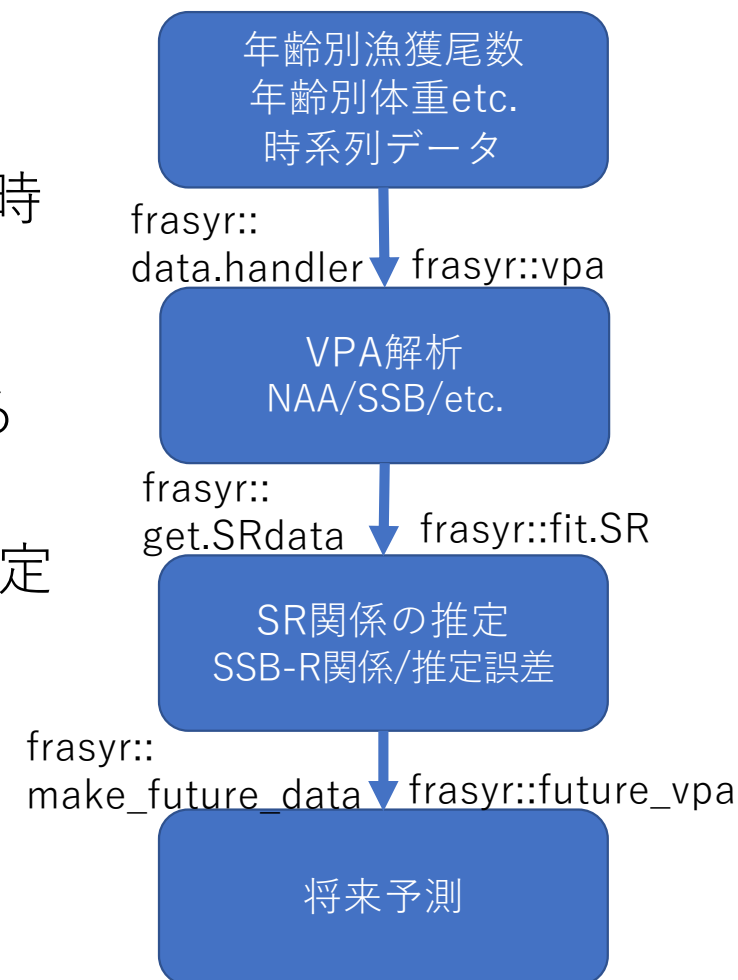 年齢別漁獲尾数
年齢別体重etc.
時系列データ
時
frasyr::
data.handler
frasyr::vpa
VPA解析
NAA/SSB/etc.
る
frasyr::
get.SRdata
frasyr::fit.SR
定
SR関係の推定
SSB-R関係/推定誤差
frasyr::
make_future_data
frasyr::future_vpa
将来予測